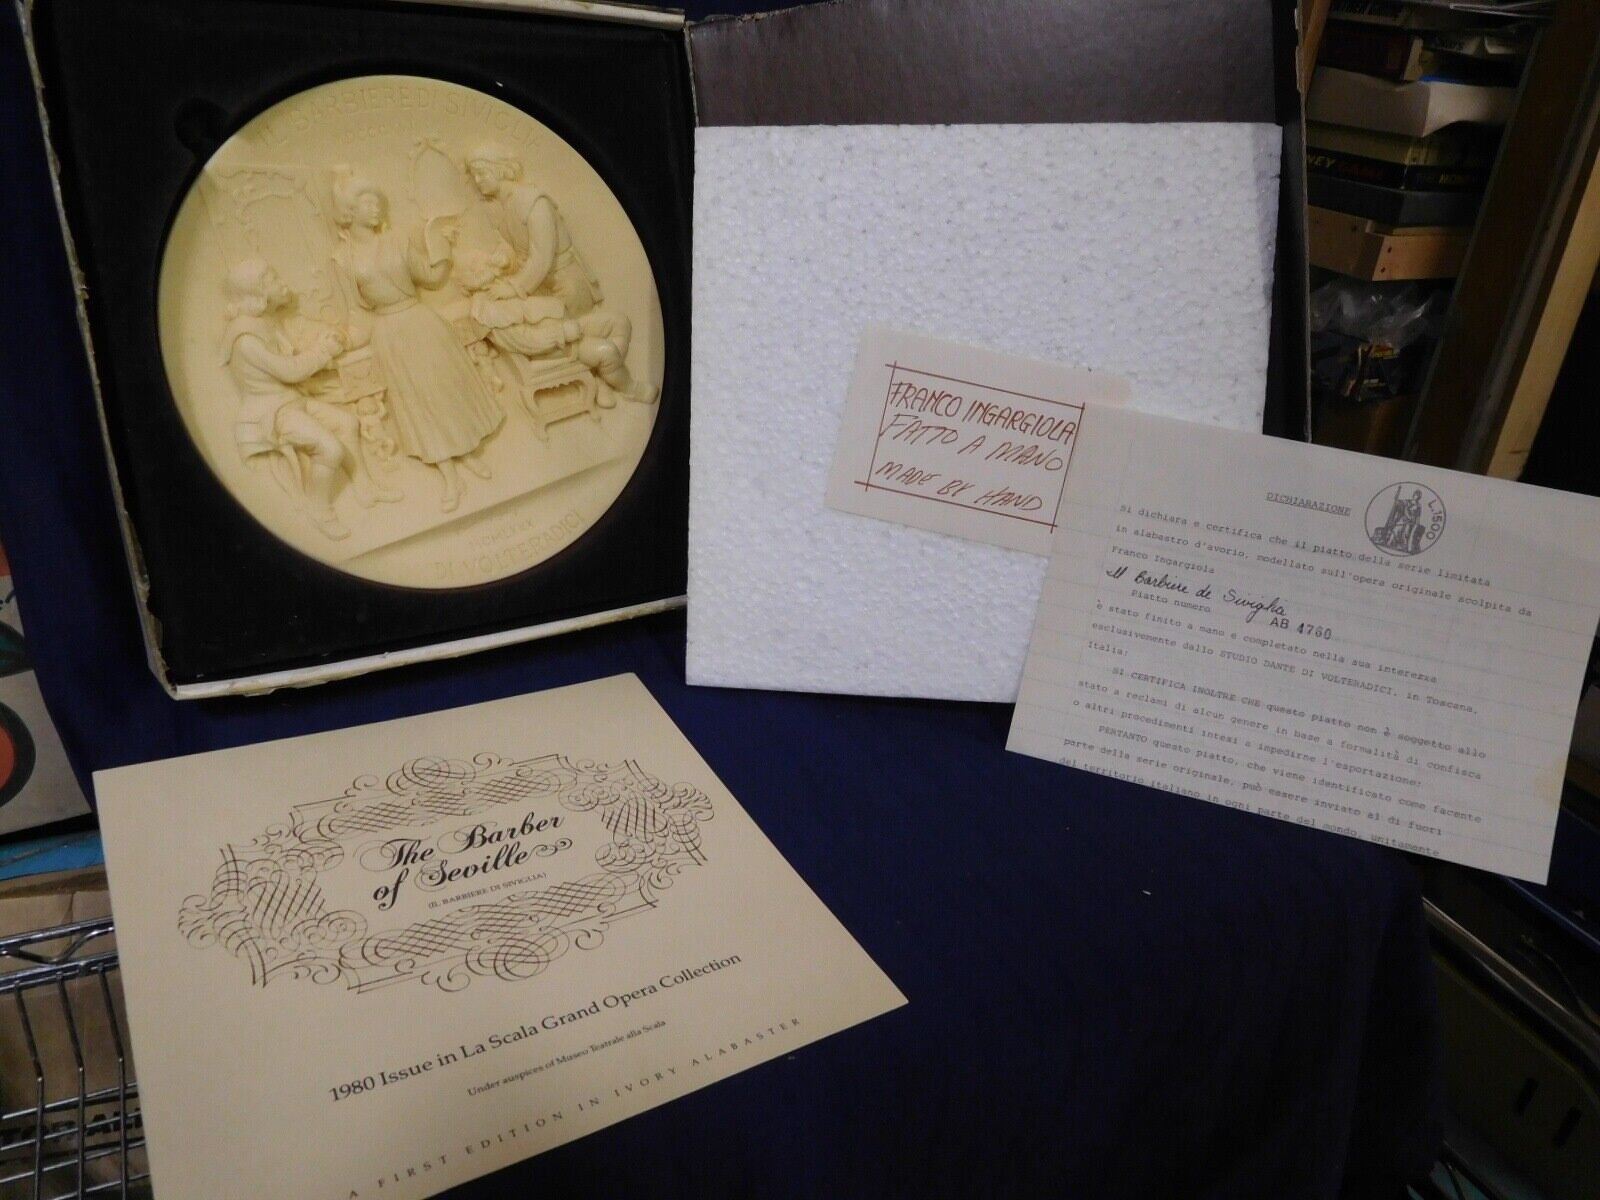 IL BARBIERE DI SIVIGLIA
DI VOLTERADICI
FRANCO INGARGIOLA
FATTO A MANO
MADE BY HAND
DICHIARAZIONE
L.1500
Si dichiara e certifica che il piatto della serie limitata
in alabastro d'avorio, modellato sull'opera originale scolpita da
Franco Ingargiola
Il Barbiere de Siviglia
Piatto numero AB 4760
è stato finito a mano e completato nella sua interezza
esclusivamente dallo STUDIO DANTE DI VOLTERADICI, in Toscana,
Italia:
SI CERTIFICA INOLTRE CHE questo piatto non è soggetto allo
stato a reclami di alcun genere in base a formalità di confisca
o altri procedimenti intesi a impedirne l'esportazione:
PERTANTO questo piatto, che viene identificato come facente
parte della serie originale, può essere inviato al di fuori
del territorio italiano in ogni parte del mondo, unitamente
The Barber
of Seville
(IL BARBIERE DI SIVIGLIA)
1980 Issue in La Scala Grand Opera Collection
Under auspices of Museo Teatrale alla Scala
A FIRST EDITION IN IVORY ALABASTER